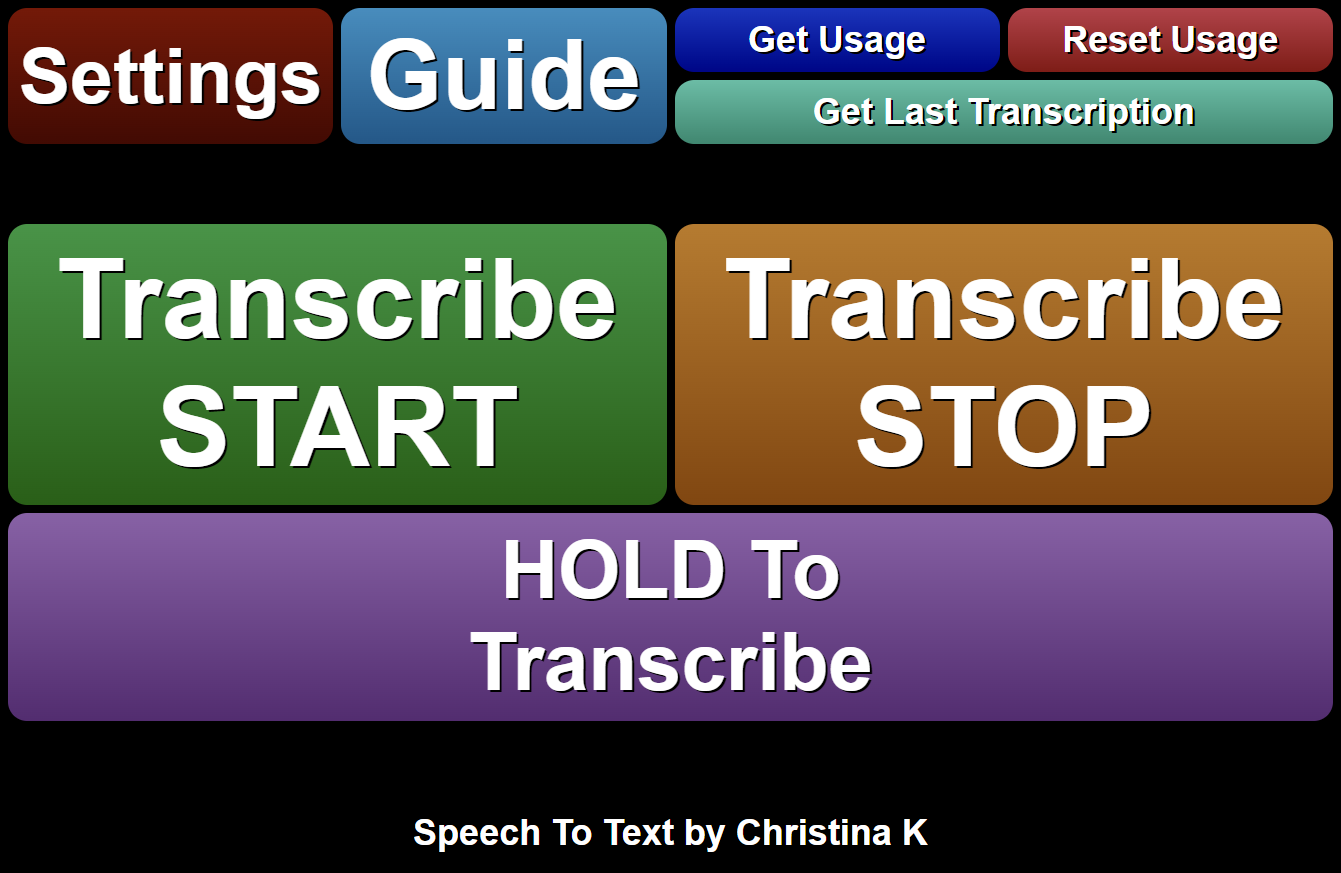 Settings
Guide
Get Usage
Reset Usage
Get Last Transcription
Transcribe
START
Transcribe
STOP
HOLD To
Transcribe
Speech To Text by Christina K